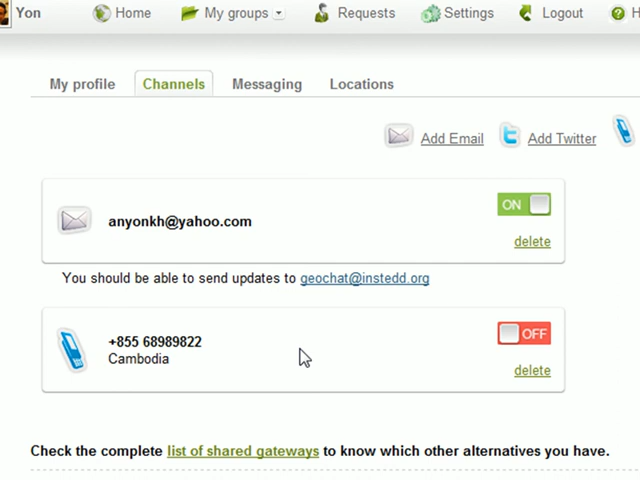 Yon Home My groups Requests Settings Logout
My profile Channels Messaging Locations
Add Email Add Twitter
ON
anyonkh@yahoo.com
delete
You should be able to send updates to geochat@instedd.org
+855 68989822 OFF
Cambodia
delete
Check the complete list of shared gateways to know which other alternatives you have.